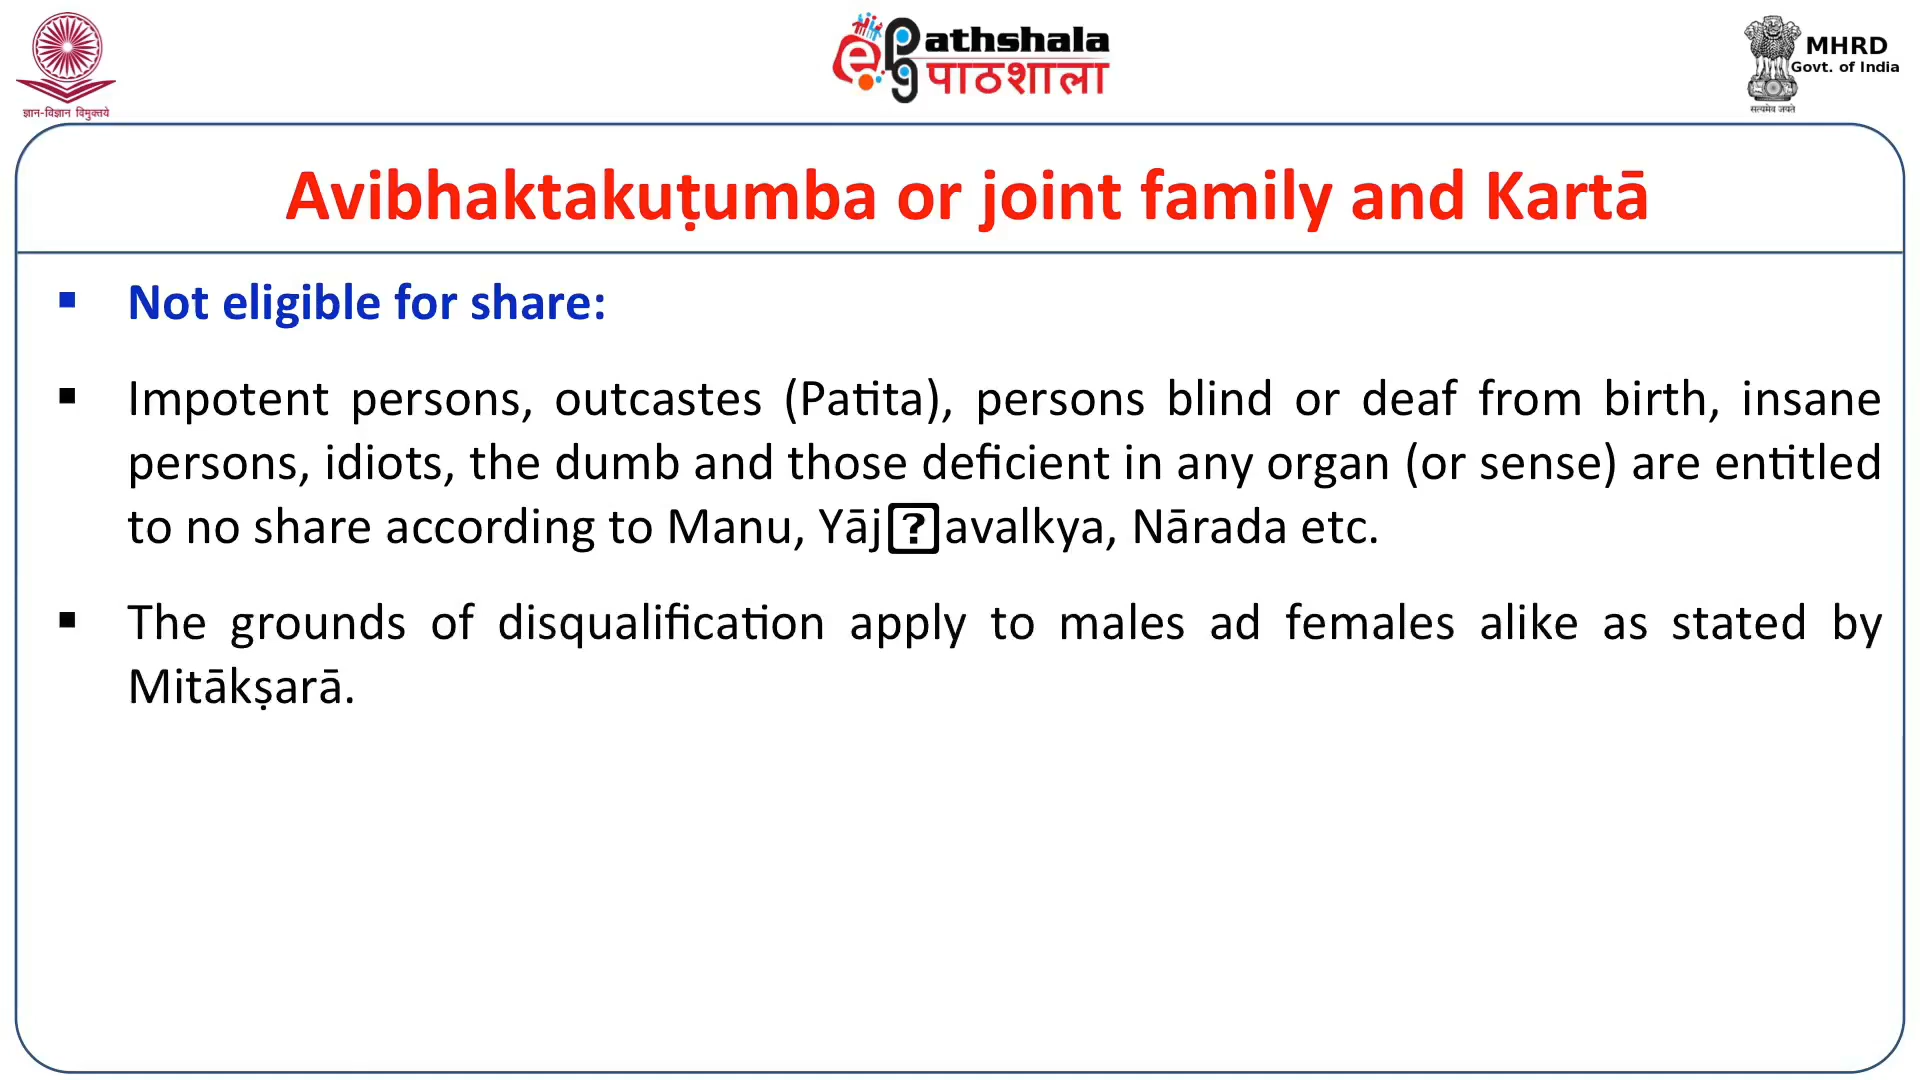 ज्ञान-विज्ञान विमुक्तये
e Pg athshala
पाठशाला
MHRD
Govt. of India
सत्यमेव जयते
Avibhaktakuṭumba or joint family and Kartā
▪ Not eligible for share:
▪ Impotent persons, outcastes (Patita), persons blind or deaf from birth, insane
persons, idiots, the dumb and those deficient in any organ (or sense) are entitled
to no share according to Manu, Yāj⍰avalkya, Nārada etc.
▪ The grounds of disqualification apply to males ad females alike as stated by
Mitākṣarā.